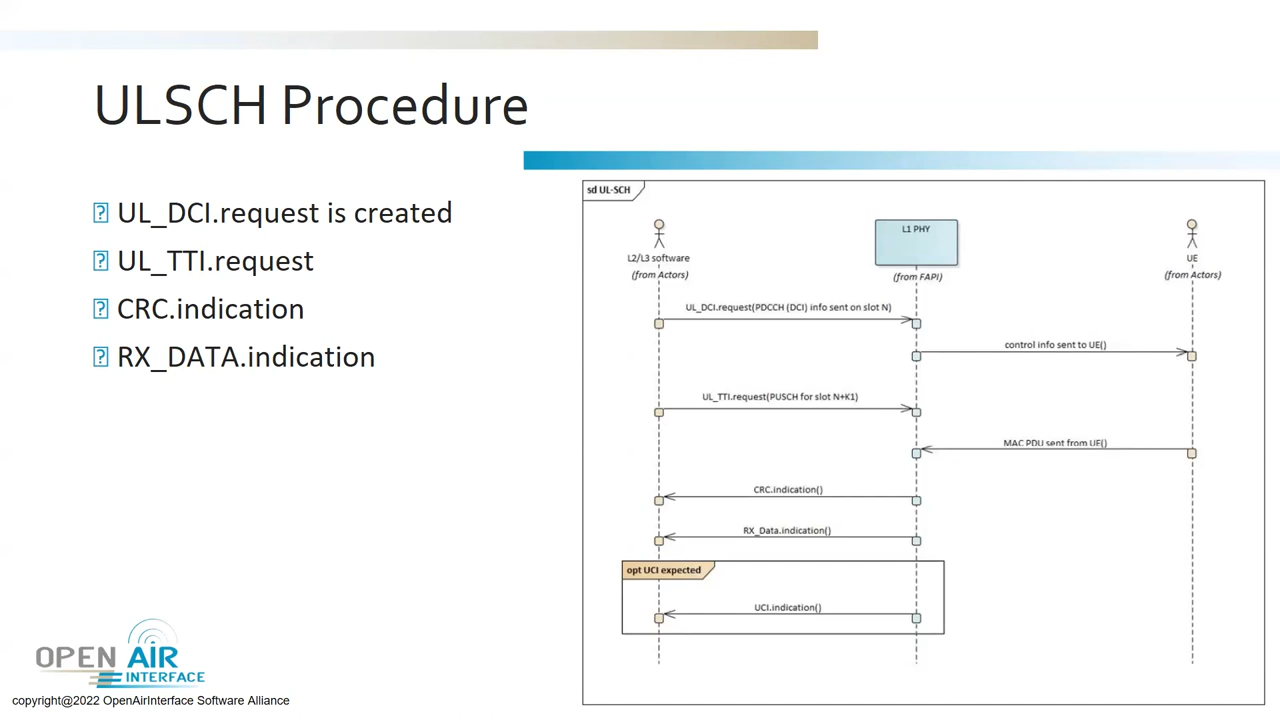 ULSCH Procedure
UL_DCI.request is created
UL_TTI.request
CRC.indication
RX_DATA.indication
sd UL-SCH
L2/L3 software
(from Actors)
L1 PHY
(from FAPI)
UE
(from Actors)
UL_DCI.request(PDCCH (DCI) info sent on slot N)
control info sent to UE()
UL_TTI.request(PUSCH for slot N+K1)
MAC PDU sent from UE()
CRC.indication()
RX_Data.indication()
opt UCI expected
UCI.indication()
OPEN AIR
INTERFACE
copyright@2022 OpenAirInterface Software Alliance